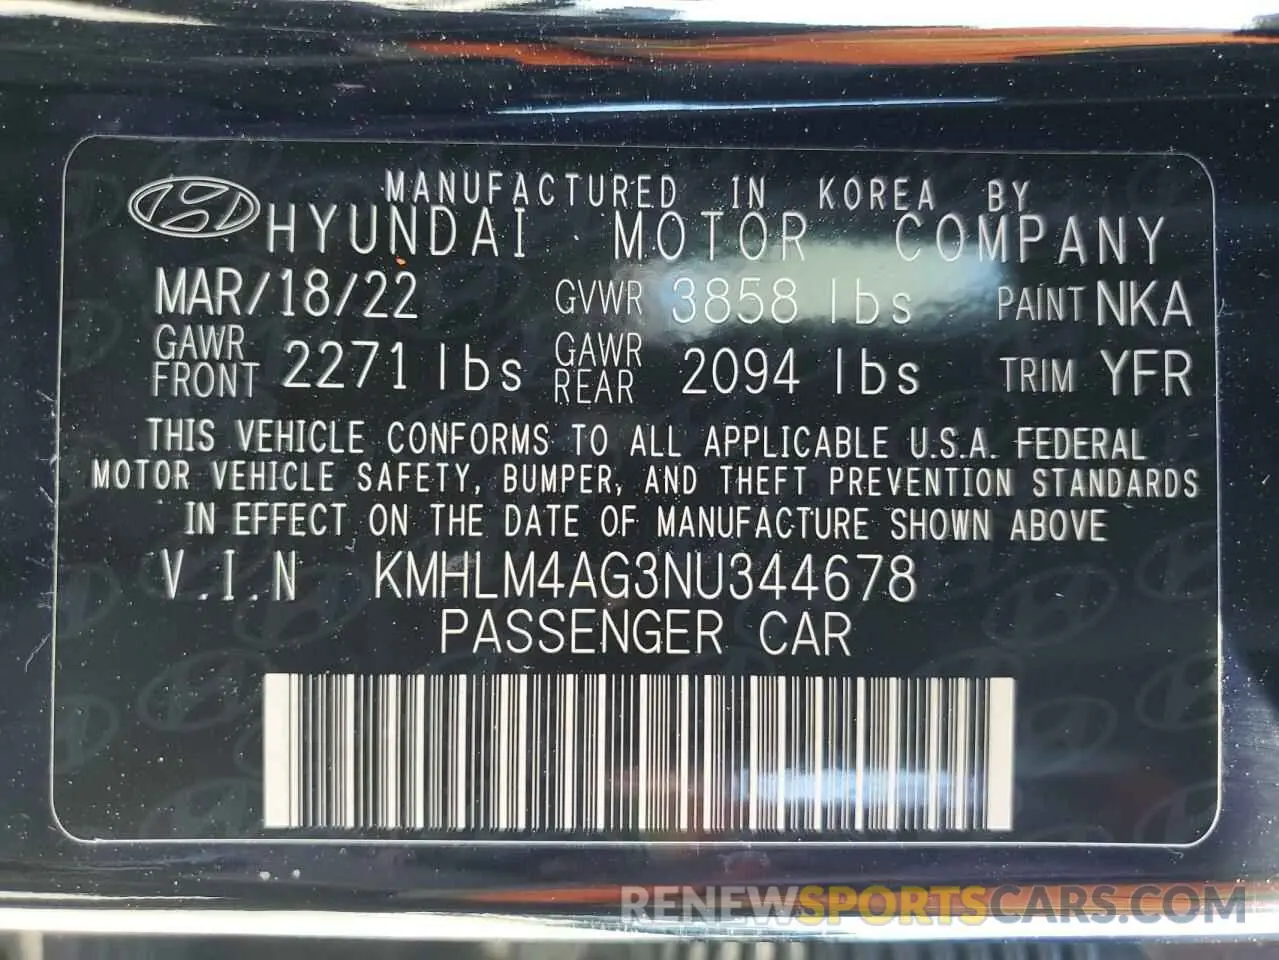 MANUFACTURED IN KOREA BY
HYUNDAI MOTOR COMPANY
MAR/18/22 GVWR 3858 lbs PAINT NKA
GAWR FRONT 2271 lbs GAWR REAR 2094 lbs TRIM YFR
THIS VEHICLE CONFORMS TO ALL APPLICABLE U.S.A. FEDERAL
MOTOR VEHICLE SAFETY, BUMPER, AND THEFT PREVENTION STANDARDS
IN EFFECT ON THE DATE OF MANUFACTURE SHOWN ABOVE
V.I.N KMHLM4AG3NU344678
PASSENGER CAR
RENEWSPORTSCARS.COM